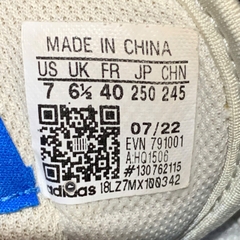 MADE IN CHINA
US UK FR JP CHN
7 6½ 40 250 245
07/22
EVN 791001
A:HQ1506
#130762115
adidas 18LZ7MX100342